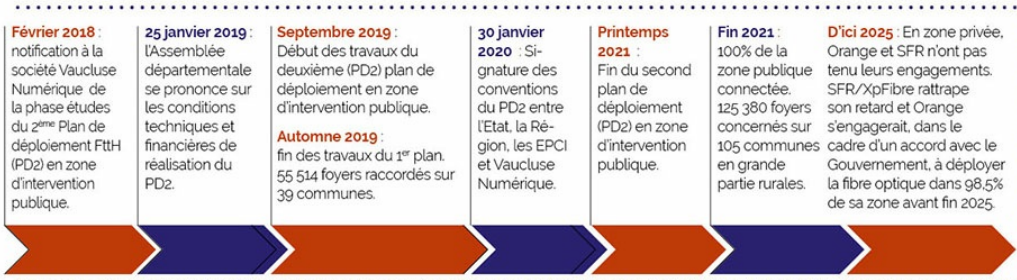 Février 2018 :
notification à la
société Vaucluse
Numérique de
la phase études
du 2ème Plan de
déploiement FttH
(PD2) en zone
d'intervention
publique.
25 janvier 2019 :
l'Assemblée
départementale
se prononce sur
les conditions
techniques et
financières de
réalisation du
PD2.
Septembre 2019 :
Début des travaux du
deuxième (PD2) plan de
déploiement en zone
d'intervention publique.
Automne 2019 :
fin des travaux du 1er plan.
55 514 foyers raccordés sur
39 communes.
30 janvier
2020 : Si-
gnature des
conventions
du PD2 entre
l'Etat, la Ré-
gion, les EPCI
et Vaucluse
Numérique.
Printemps
2021 :
Fin du second
plan de
déploiement
(PD2) en zone
d'intervention
publique.
Fin 2021 :
100% de la
zone publique
connectée.
125 380 foyers
concernés sur
105 communes
en grande
partie rurales.
D'ici 2025 : En zone privée,
Orange et SFR n'ont pas
tenu leurs engagements.
SFR/XpFibre rattrape
son retard et Orange
s'engagerait, dans le
cadre d'un accord avec le
Gouvernement, à déployer
la fibre optique dans 98,5%
de sa zone avant fin 2025.